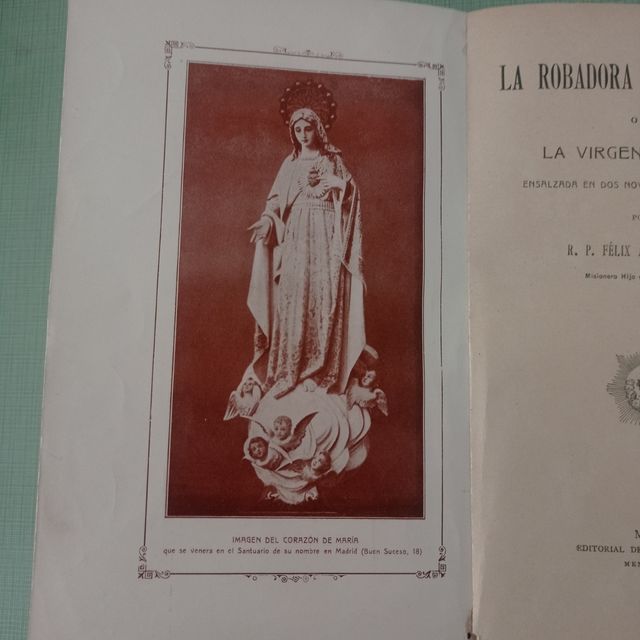 IMAGEN DEL CORAZÓN DE MARÍA
que se venera en el Santuario de su nombre en Madrid (Buen Suceso, 18)
LA ROBADORA
O
LA VIRGEN
ENSALZADA EN DOS NOV
PO
R. P. FÉLIX A
Misionero Hijo
M
EDITORIAL DE
MEN